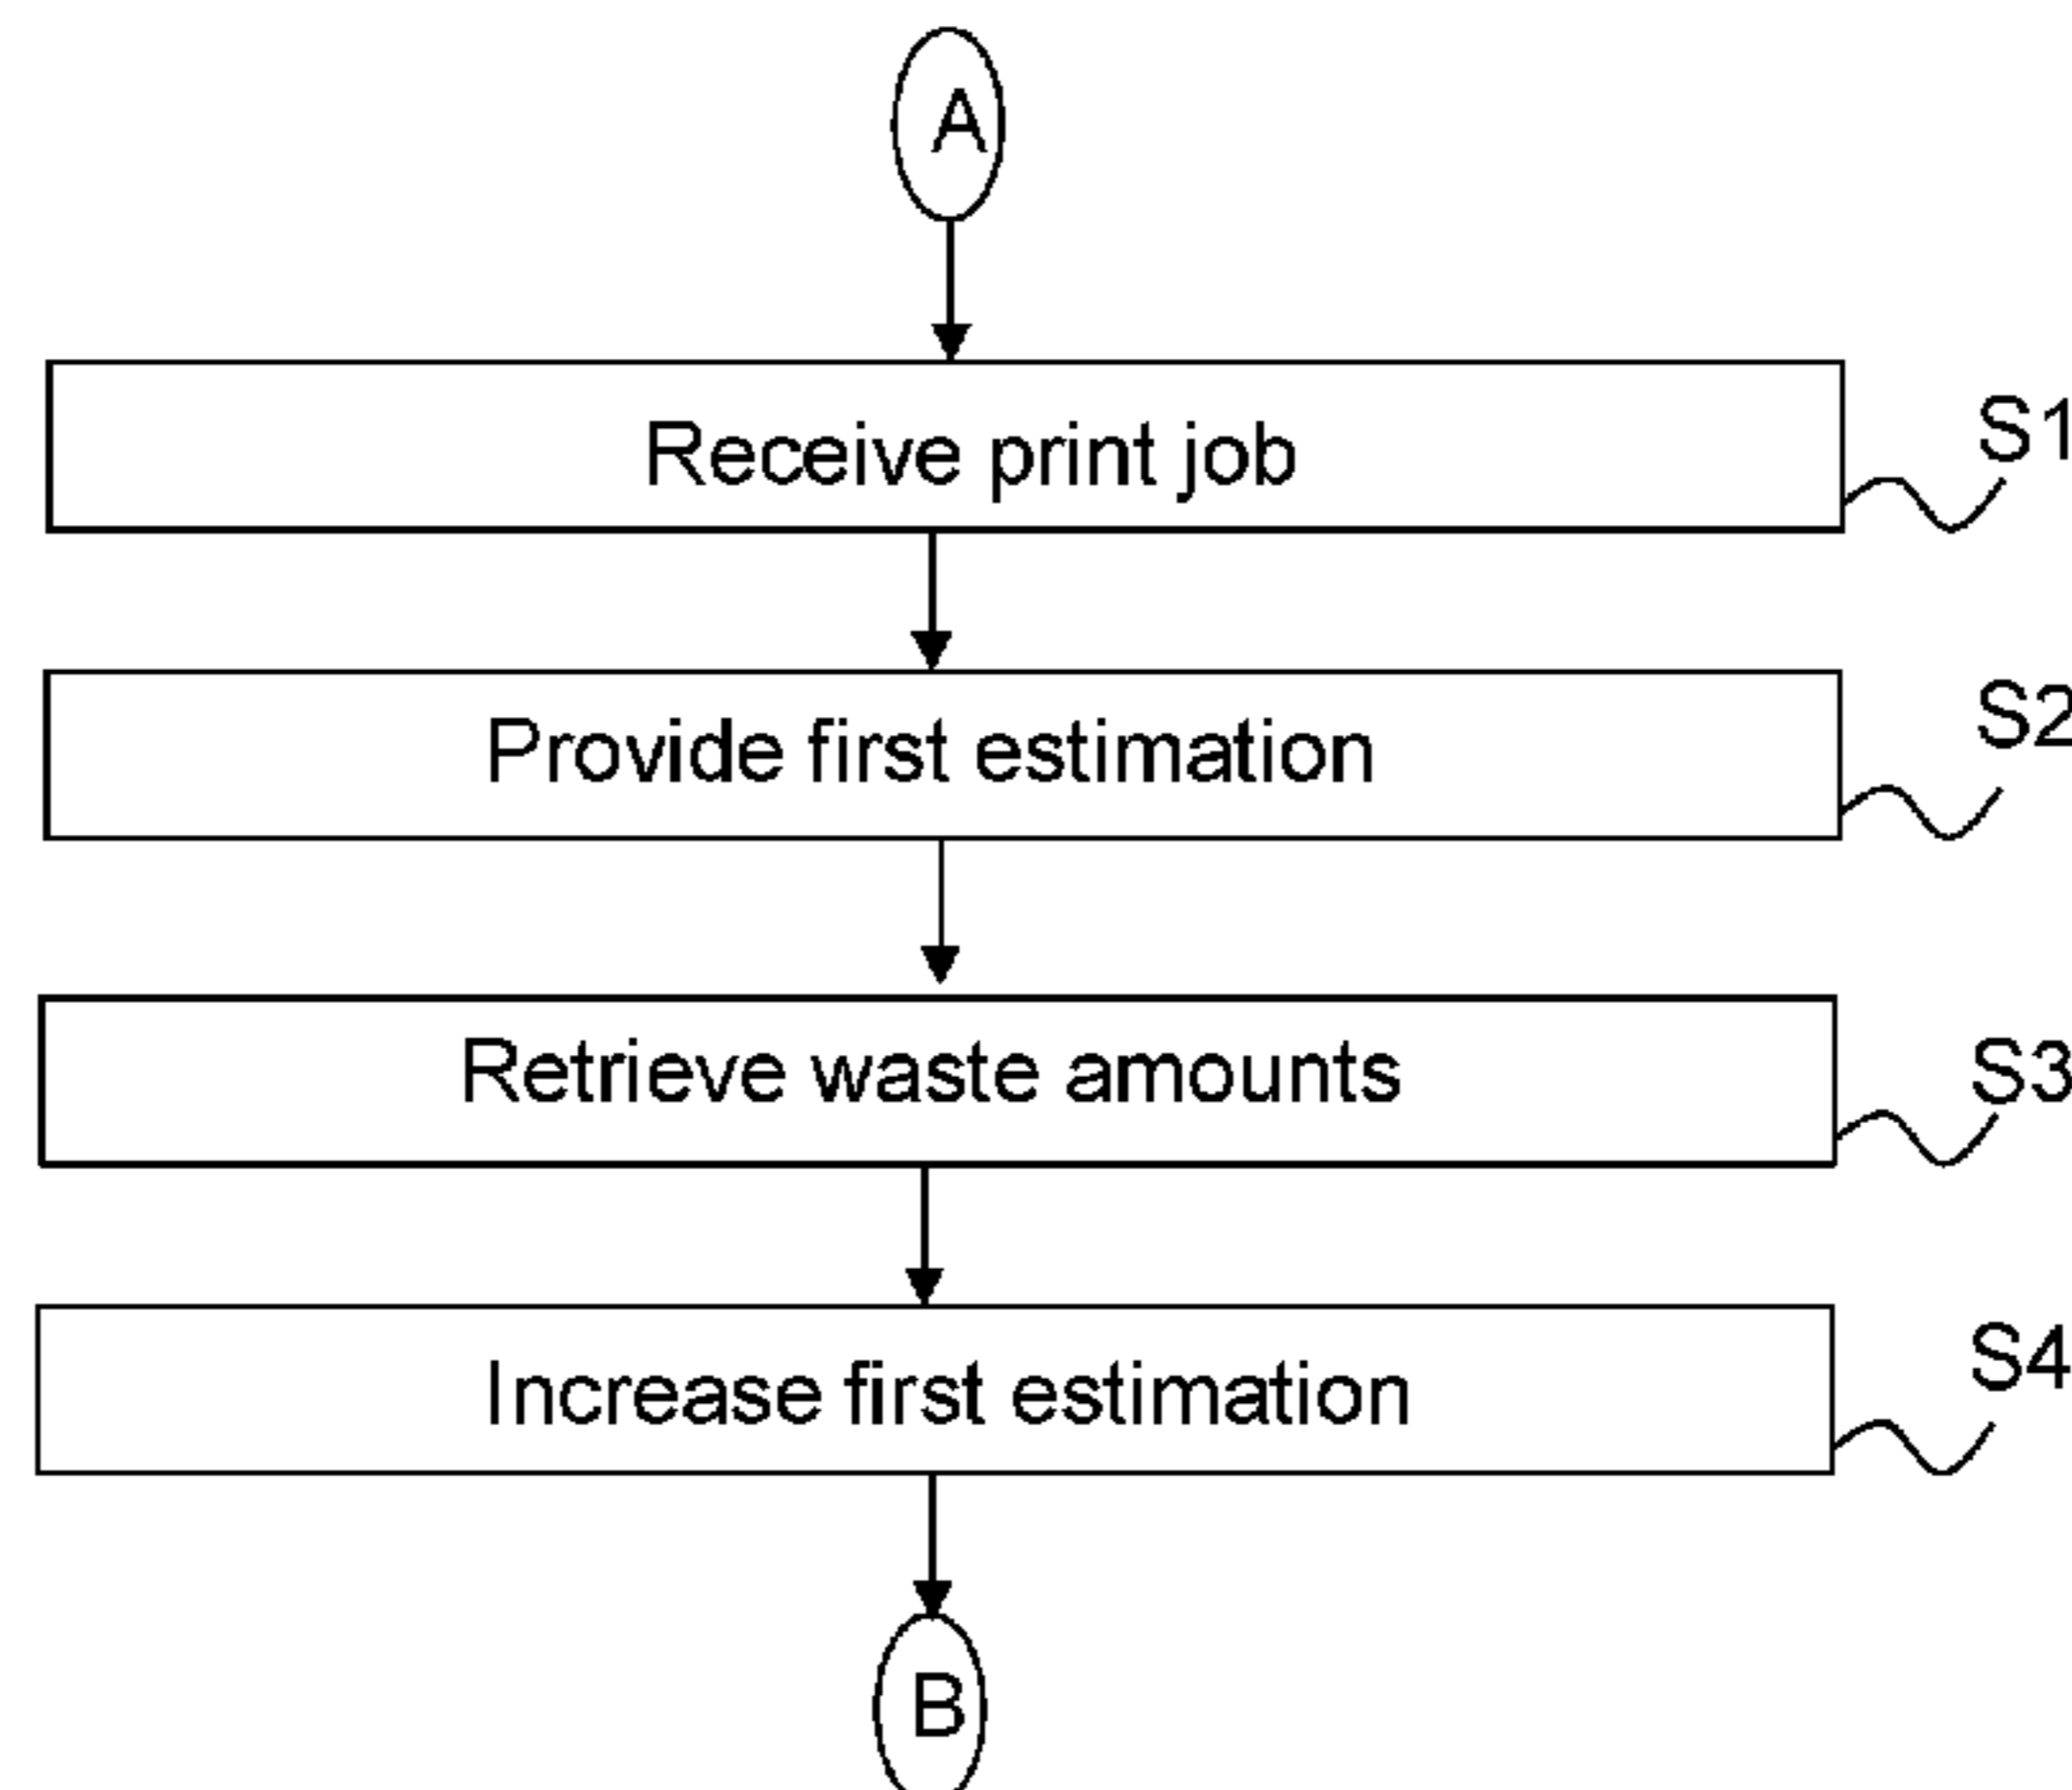 A
Receive print job
S1
Provide first estimation
S2
Retrieve waste amounts
S3
Increase first estimation
S4
B